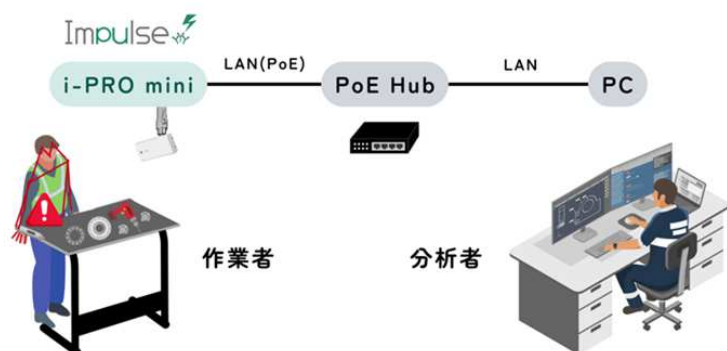 Impulse
LAN(PoE)
LAN
i-PRO mini
PoE Hub
PC
作業者
分析者